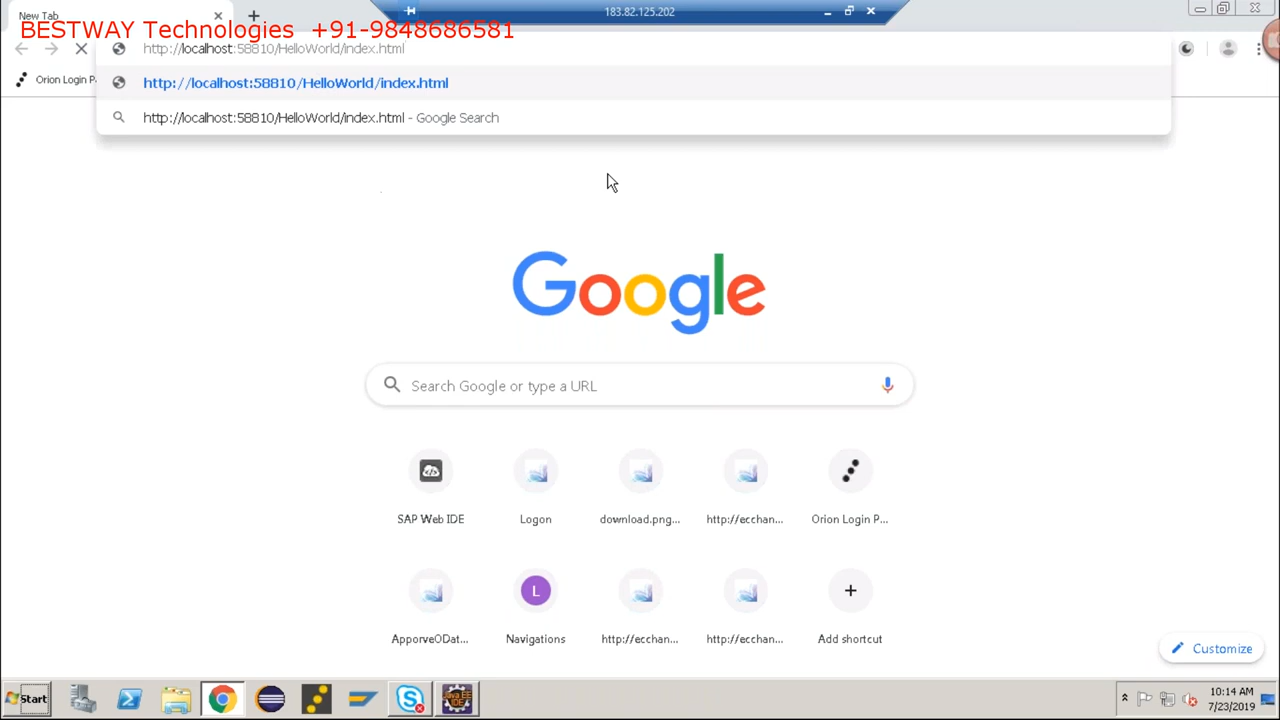 New Tab
183.82.125.202
BESTWAY Technologies +91-9848686581
http://localhost:58810/HelloWorld/index.html
Orion Login P
http://localhost:58810/HelloWorld/index.html
http://localhost:58810/HelloWorld/index.html - Google Search
Google
Search Google or type a URL
SAP Web IDE
Logon
download.png...
http://ecchan...
Orion Login P...
L
ApporveODat...
Navigations
http://ecchan...
http://ecchan...
Add shortcut
Customize
Start
Java EE
IDE
10:14 AM
7/23/2019